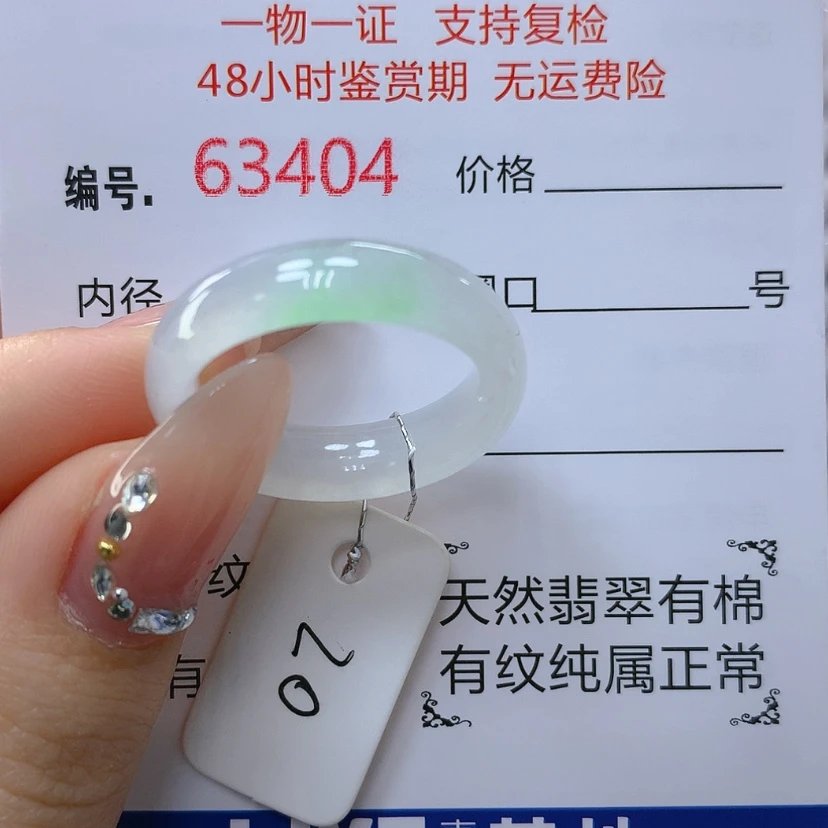 一物一证 支持复检
48小时鉴赏期 无运费险
编号. 63404 价格
内径 口 号
纹
有
天然翡翠有棉
有纹纯属正常
20